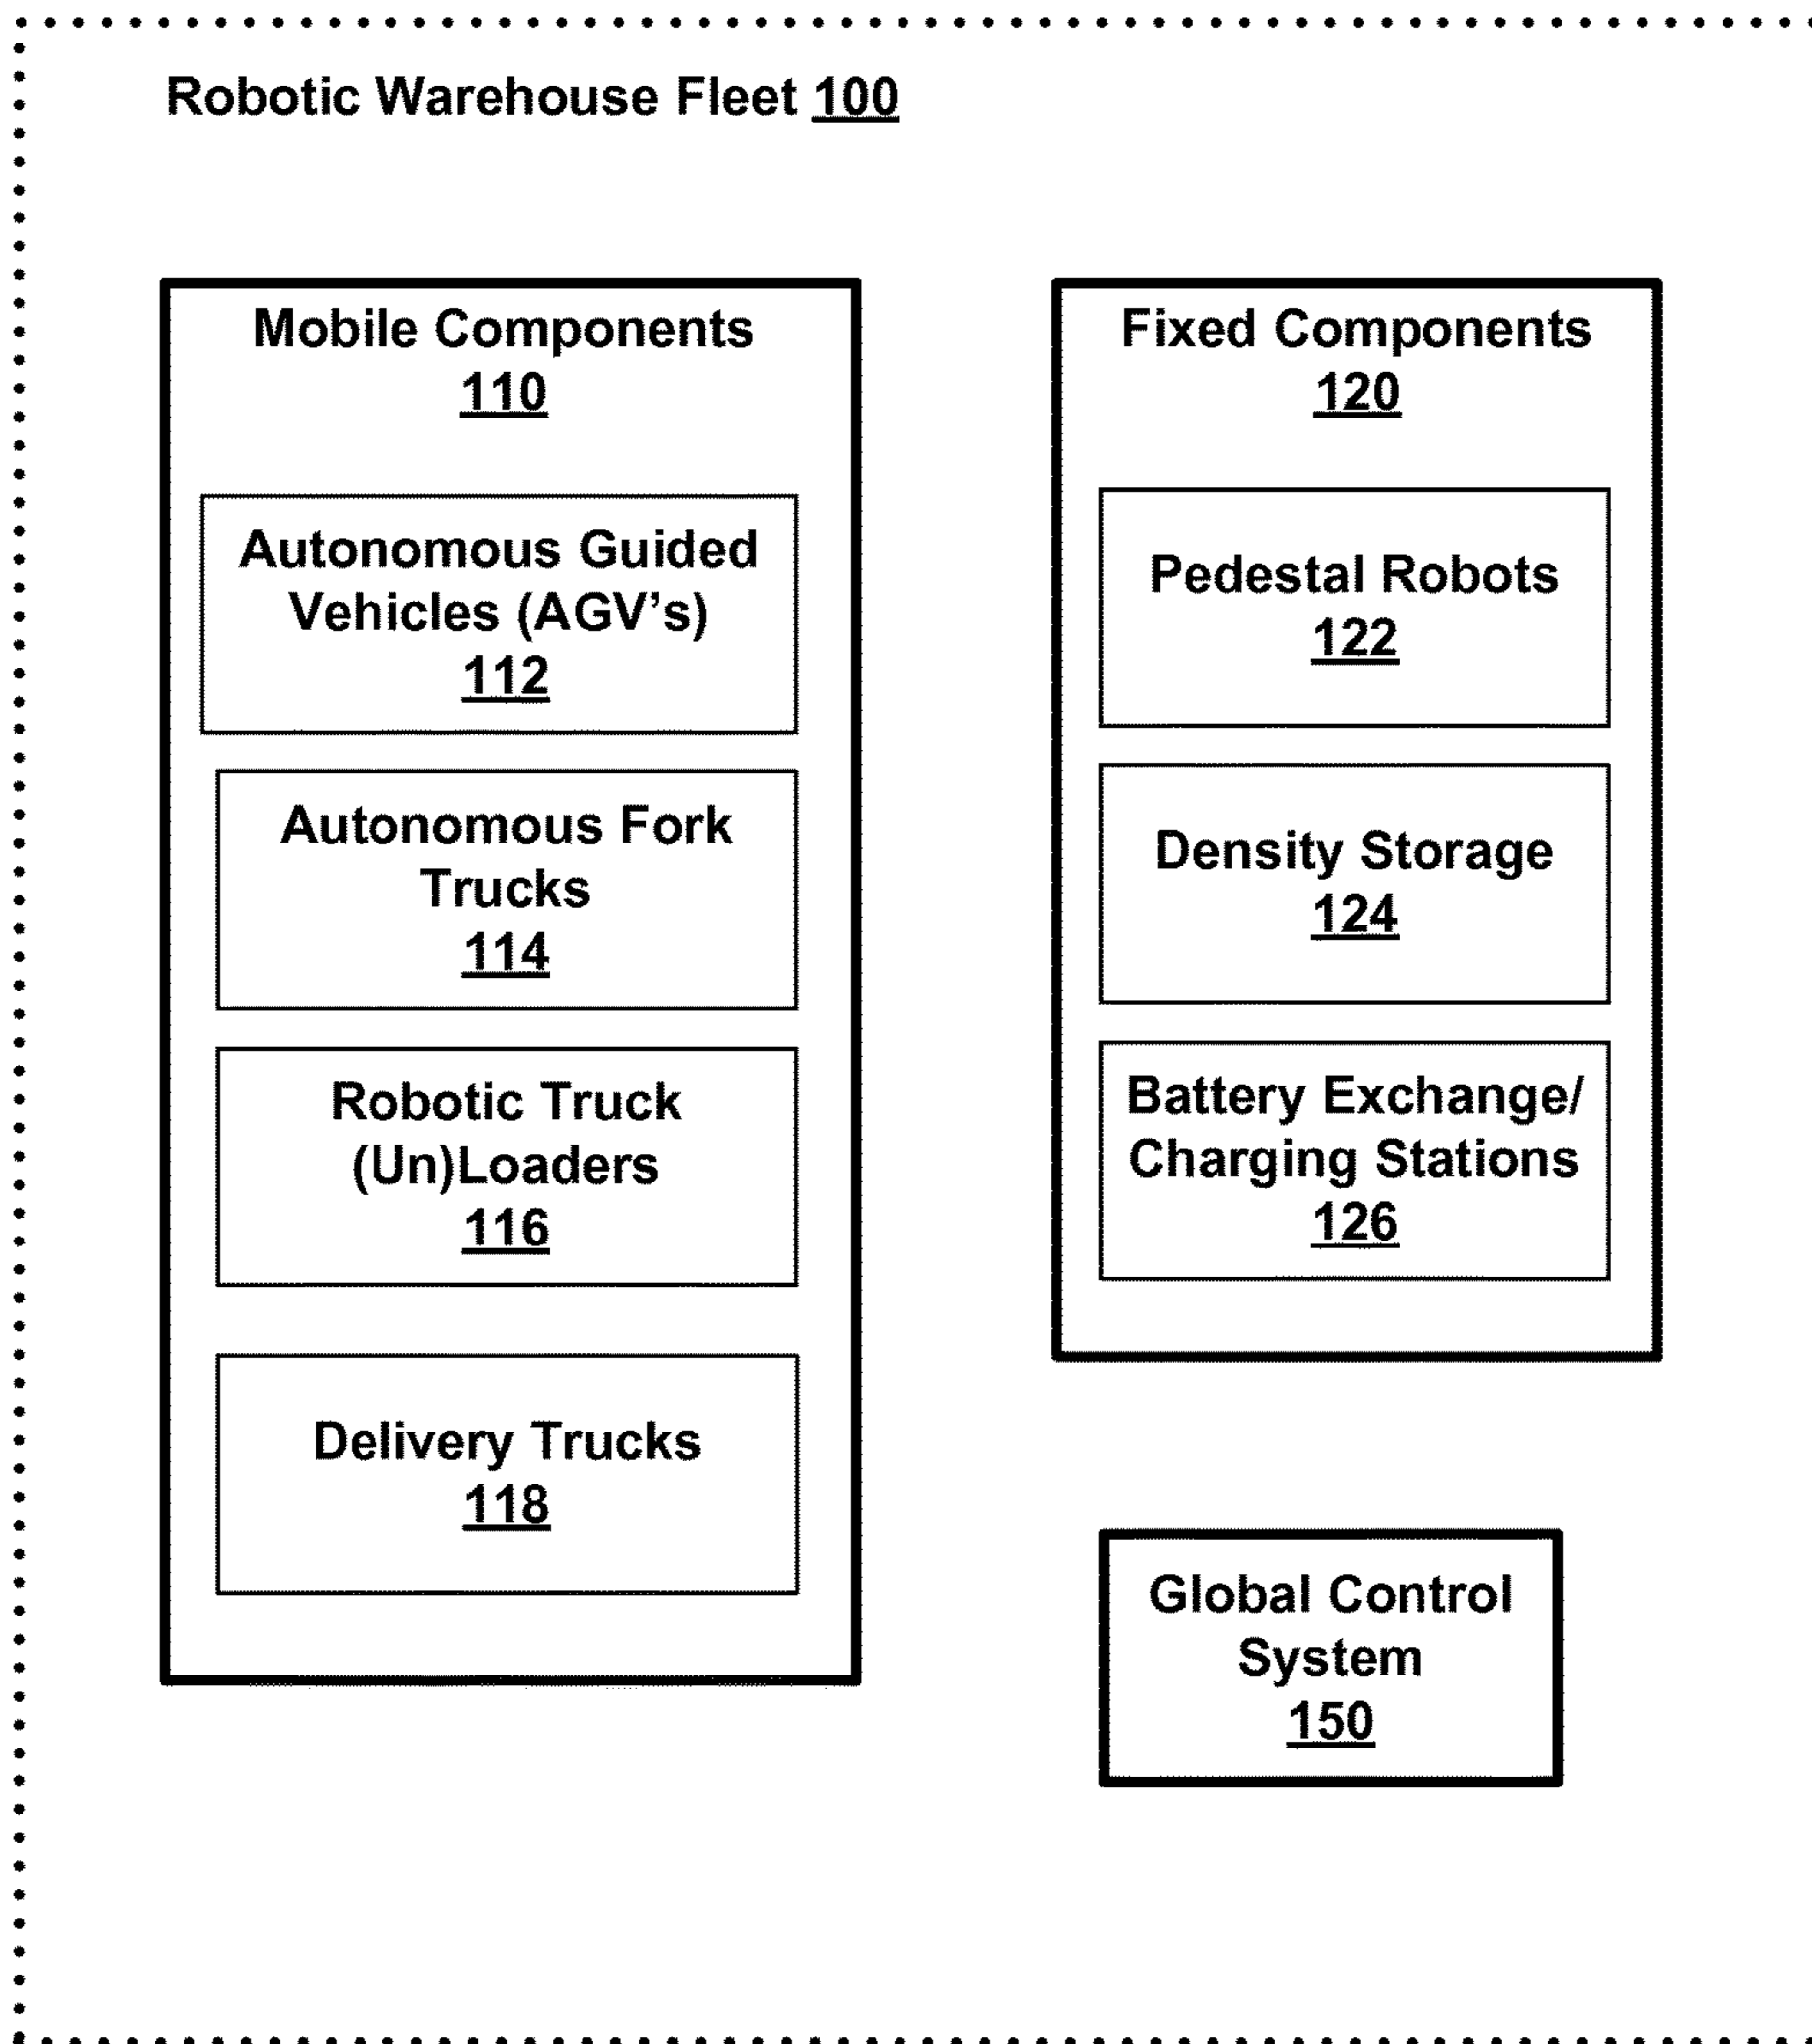 Robotic Warehouse Fleet 100
Mobile Components
110
Autonomous Guided
Vehicles (AGV's)
112
Autonomous Fork
Trucks
114
Robotic Truck
(Un)Loaders
116
Delivery Trucks
118
Fixed Components
120
Pedestal Robots
122
Density Storage
124
Battery Exchange/
Charging Stations
126
Global Control
System
150